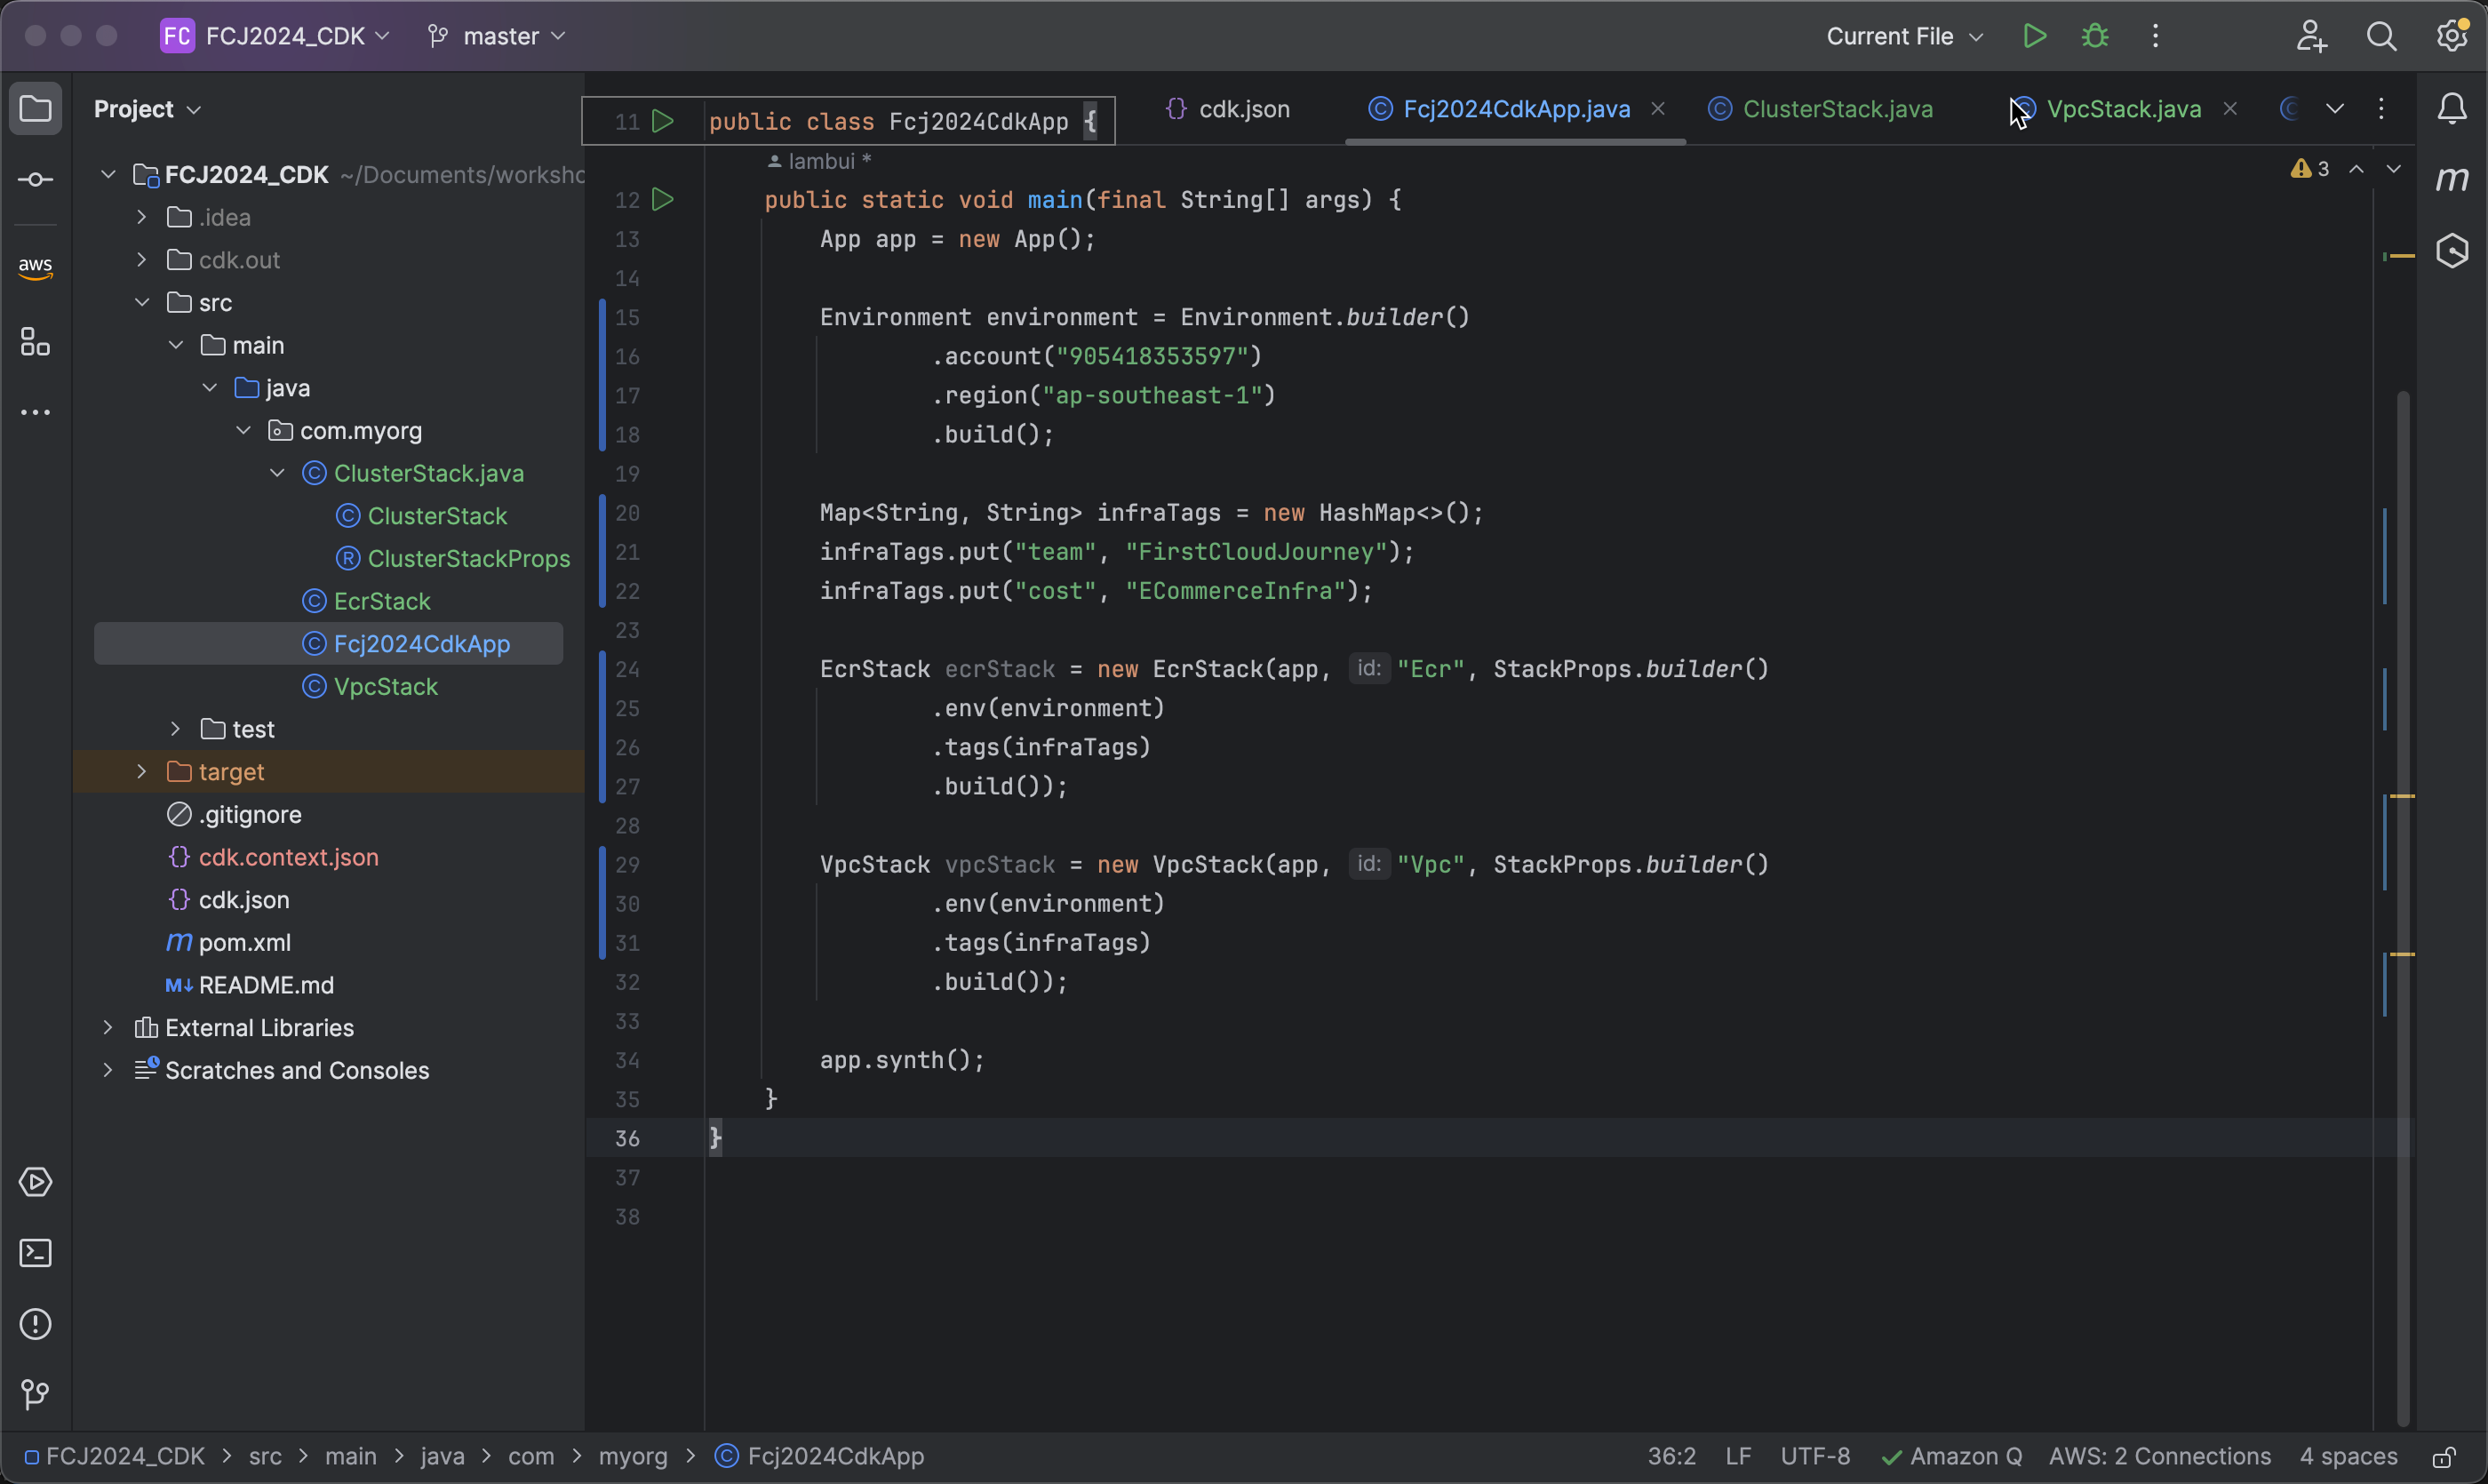 FC FCJ2024_CDK master Current File
Project
11 public class Fcj2024CdkApp {
cdk.json Fcj2024CdkApp.java ClusterStack.java VpcStack.java
aws
m
FCJ2024_CDK ~/Documents/worksho
.idea
cdk.out
src
main
java
com.myorg
ClusterStack.java
ClusterStack
ClusterStackProps
EcrStack
Fcj2024CdkApp
VpcStack
test
target
.gitignore
cdk.context.json
cdk.json
pom.xml
README.md
External Libraries
Scratches and Consoles
lambui *
3
12 public static void main(final String[] args) {
13 App app = new App();
14
15 Environment environment = Environment.builder()
16 .account("905418353597")
17 .region("ap-southeast-1")
18 .build();
19
20 Map<String, String> infraTags = new HashMap<>();
21 infraTags.put("team", "FirstCloudJourney");
22 infraTags.put("cost", "ECommerceInfra");
23
24 EcrStack ecrStack = new EcrStack(app, id: "Ecr", StackProps.builder()
25 .env(environment)
26 .tags(infraTags)
27 .build());
28
29 VpcStack vpcStack = new VpcStack(app, id: "Vpc", StackProps.builder()
30 .env(environment)
31 .tags(infraTags)
32 .build());
33
34 app.synth();
35 }
36 }
37
38
FCJ2024_CDK > src > main > java > com > myorg > Fcj2024CdkApp 36:2 LF UTF-8 Amazon Q AWS: 2 Connections 4 spaces